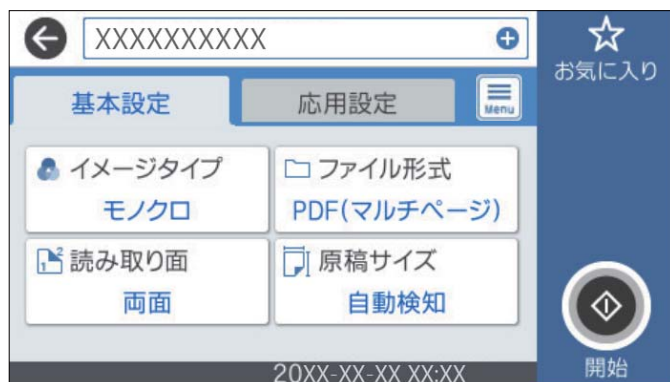 XXXXXXXXXX
お気に入り
基本設定
応用設定
Menu
イメージタイプ
モノクロ
ファイル形式
PDF(マルチページ)
1 2
読み取り面
両面
原稿サイズ
自動検知
20XX-XX-XX XX:XX
開始